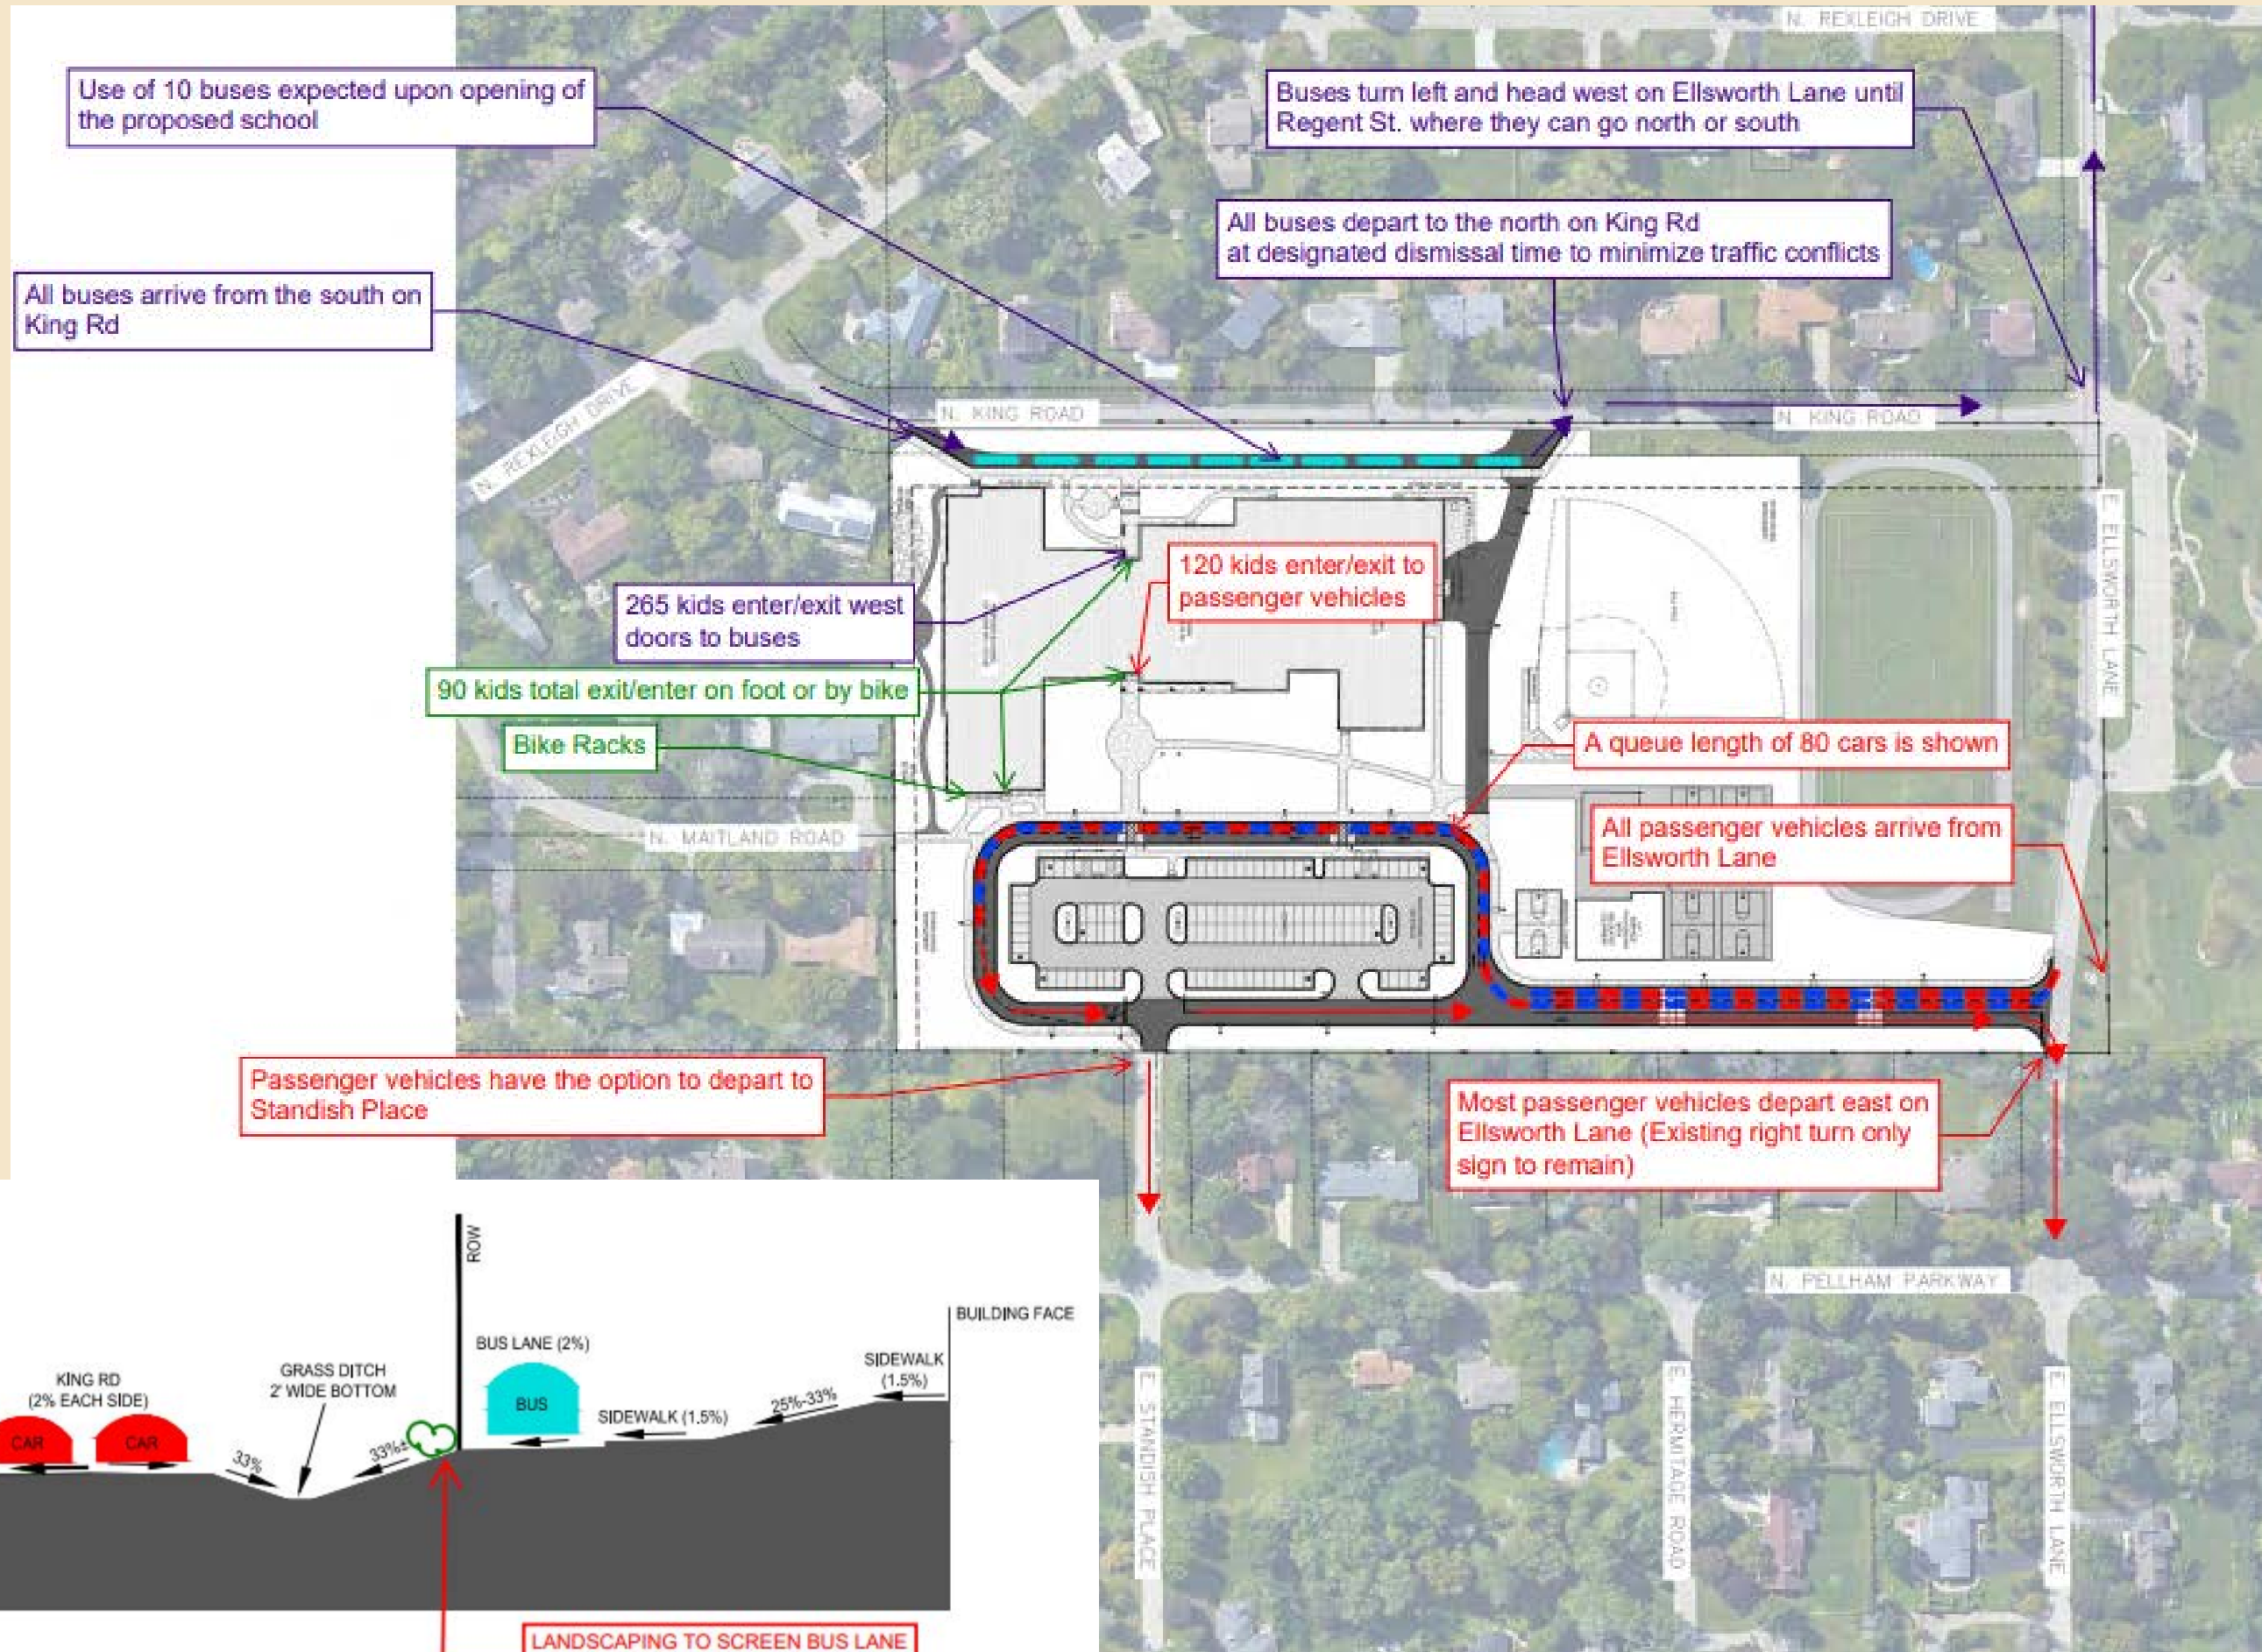 N. REXLEIGH DRIVE
Use of 10 buses expected upon opening of
the proposed school
Buses turn left and head west on Ellsworth Lane until
Regent St. where they can go north or south
All buses depart to the north on King Rd
at designated dismissal time to minimize traffic conflicts
All buses arrive from the south on
King Rd
N. REXLEIGH DRIVE
N. KING ROAD
N. KING ROAD
E. ELLSWORTH LANE
120 kids enter/exit to
passenger vehicles
265 kids enter/exit west
doors to buses
90 kids total exit/enter on foot or by bike
Bike Racks
A queue length of 80 cars is shown
All passenger vehicles arrive from
Ellsworth Lane
N. MAITLAND ROAD
Passenger vehicles have the option to depart to
Standish Place
Most passenger vehicles depart east on
Ellsworth Lane (Existing right turn only
sign to remain)
N. PELLHAM PARKWAY
E. STANDISH PLACE
E. HERMITAGE ROAD
E. ELLSWORTH LANE
ROW
BUILDING FACE
BUS LANE (2%)
KING RD
(2% EACH SIDE)
GRASS DITCH
2' WIDE BOTTOM
SIDEWALK
(1.5%)
BUS
SIDEWALK (1.5%)
25%-33%
CAR
CAR
33%
33%±
LANDSCAPING TO SCREEN BUS LANE